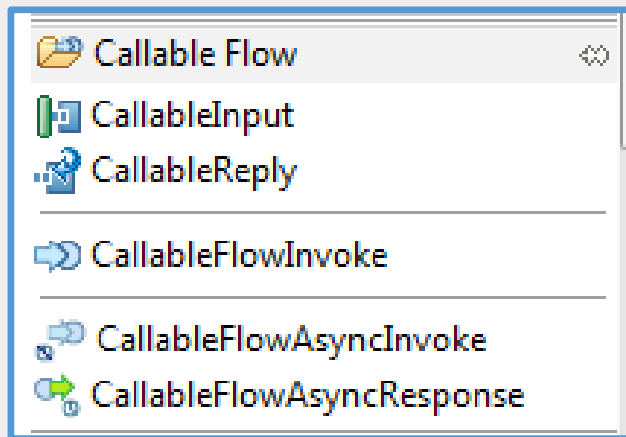 Callable Flow
CallableInput
CallableReply
CallableFlowInvoke
CallableFlowAsyncInvoke
CallableFlowAsyncResponse